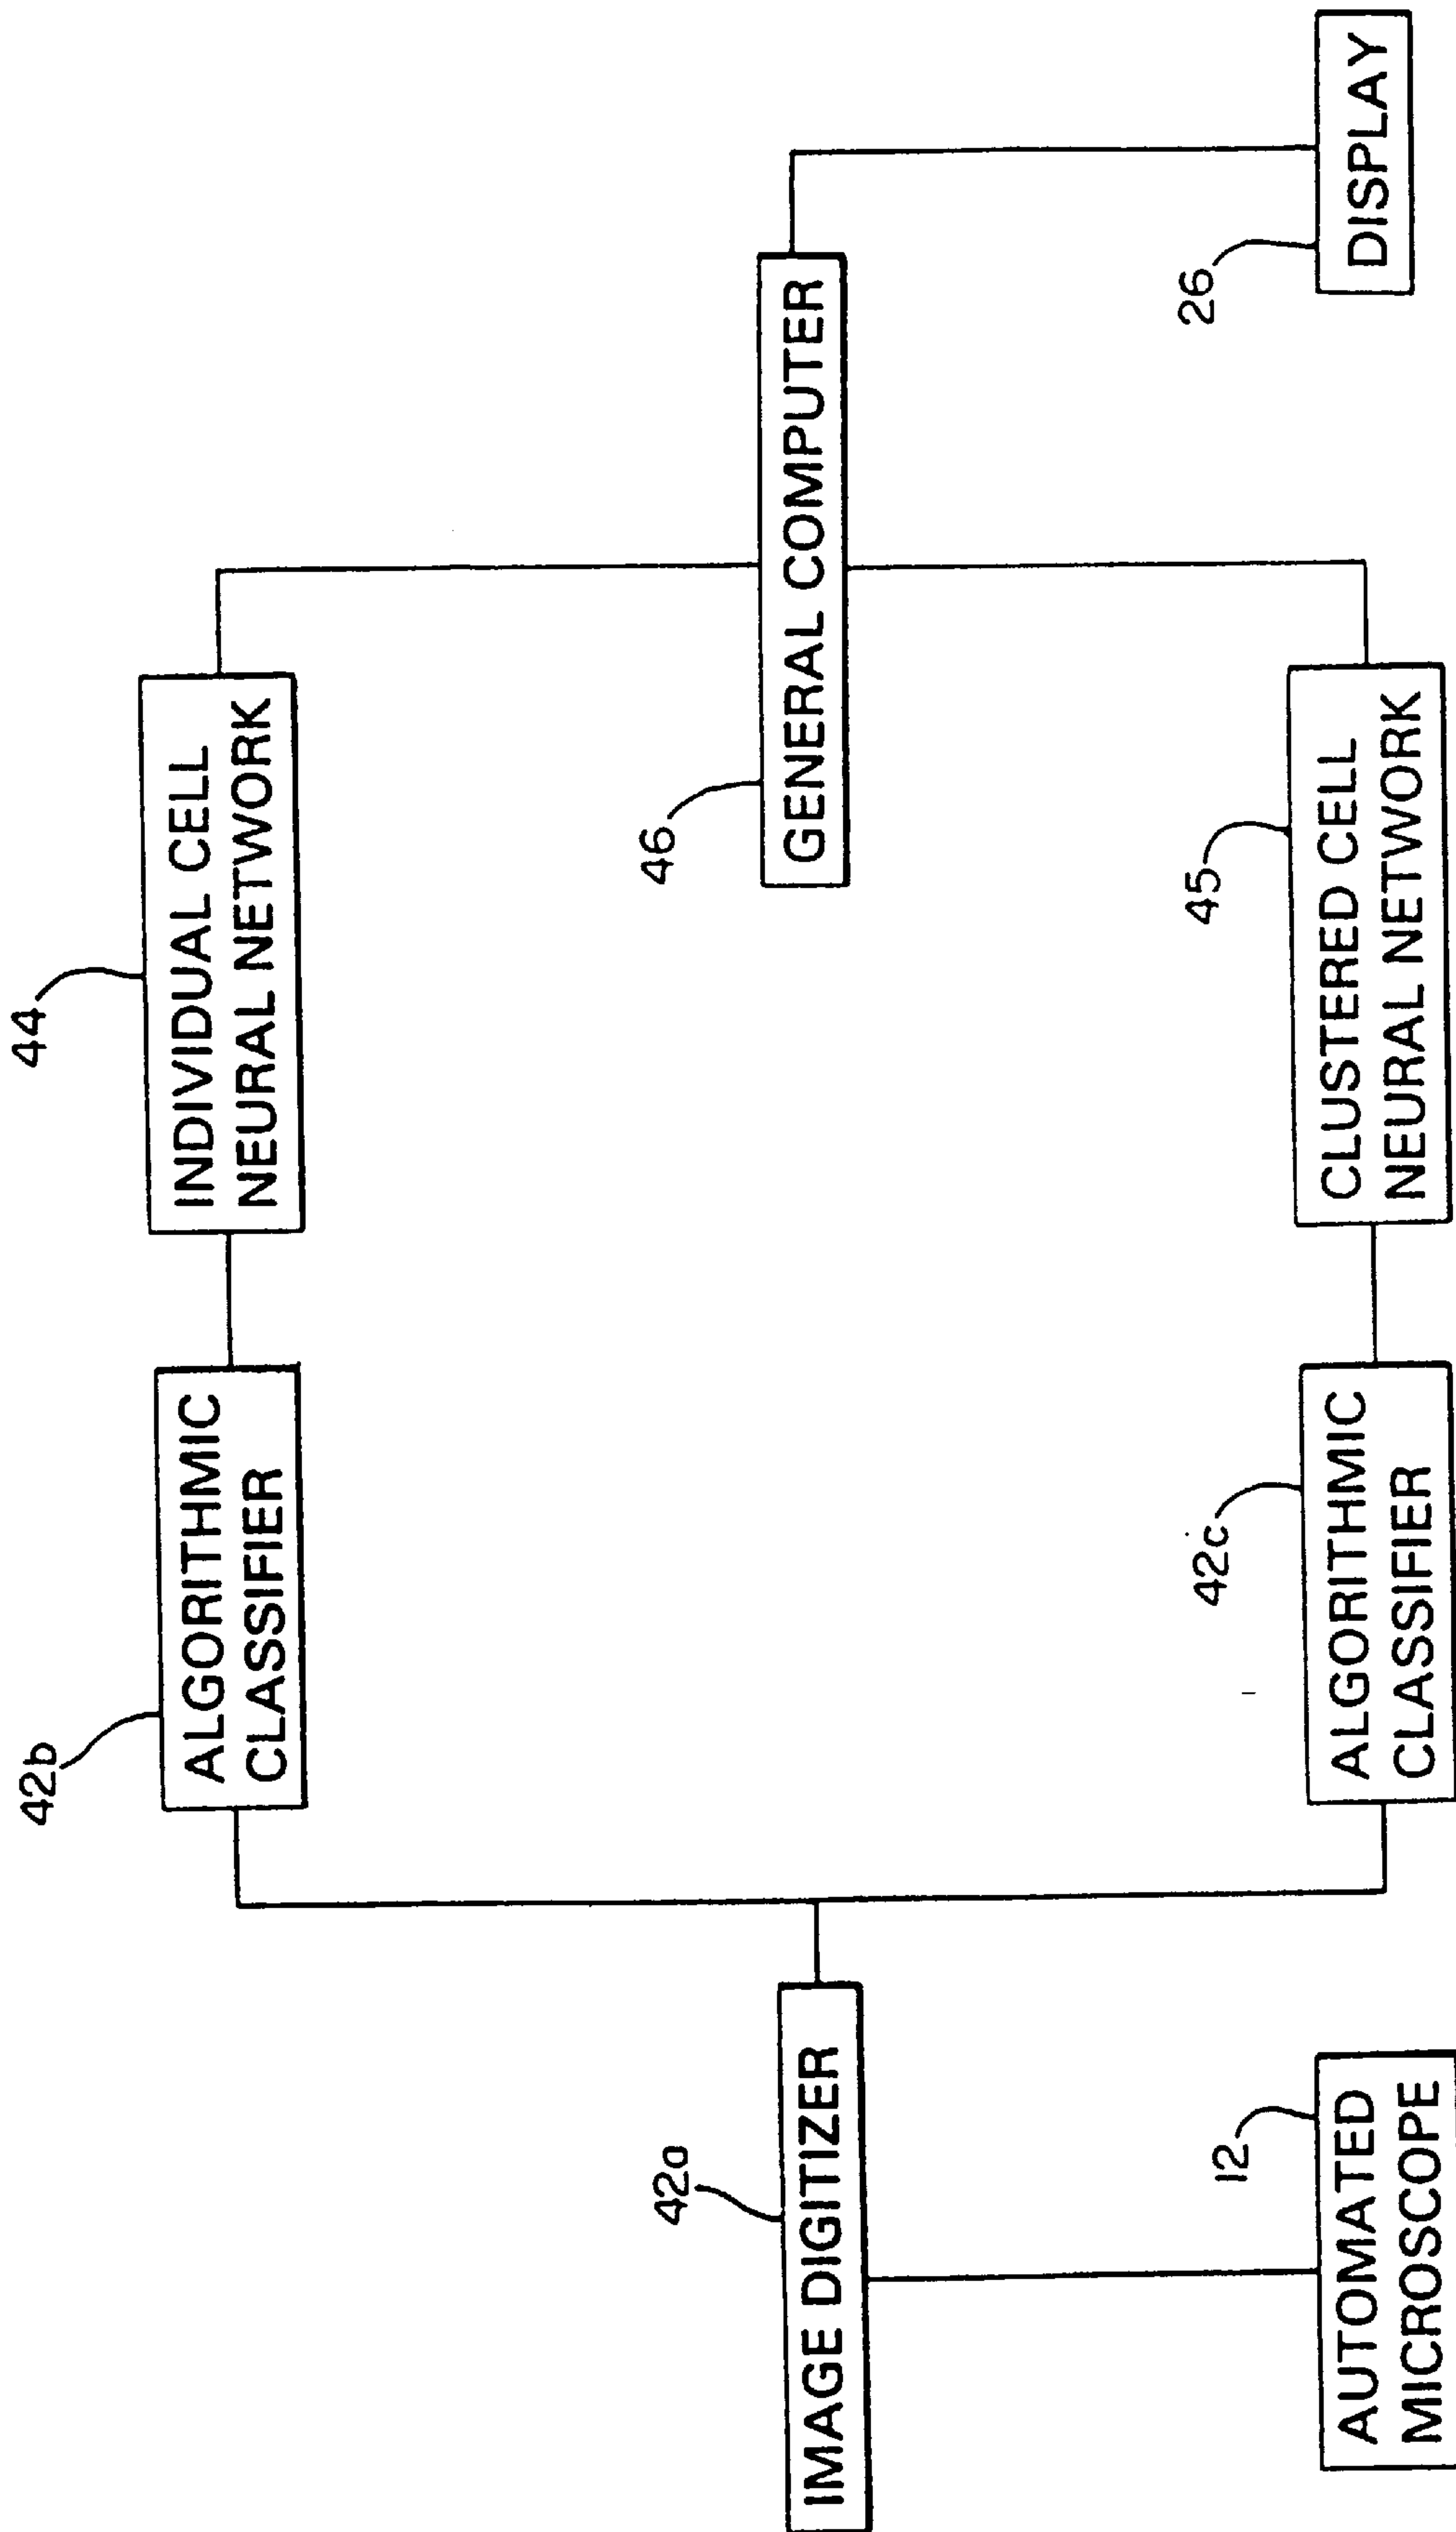 42b
ALGORITHMIC
CLASSIFIER
44
INDIVIDUAL CELL
NEURAL NETWORK
42a
IMAGE DIGITIZER
46
GENERAL COMPUTER
12
AUTOMATED
MICROSCOPE
42c
ALGORITHMIC
CLASSIFIER
45
CLUSTERED CELL
NEURAL NETWORK
26
DISPLAY